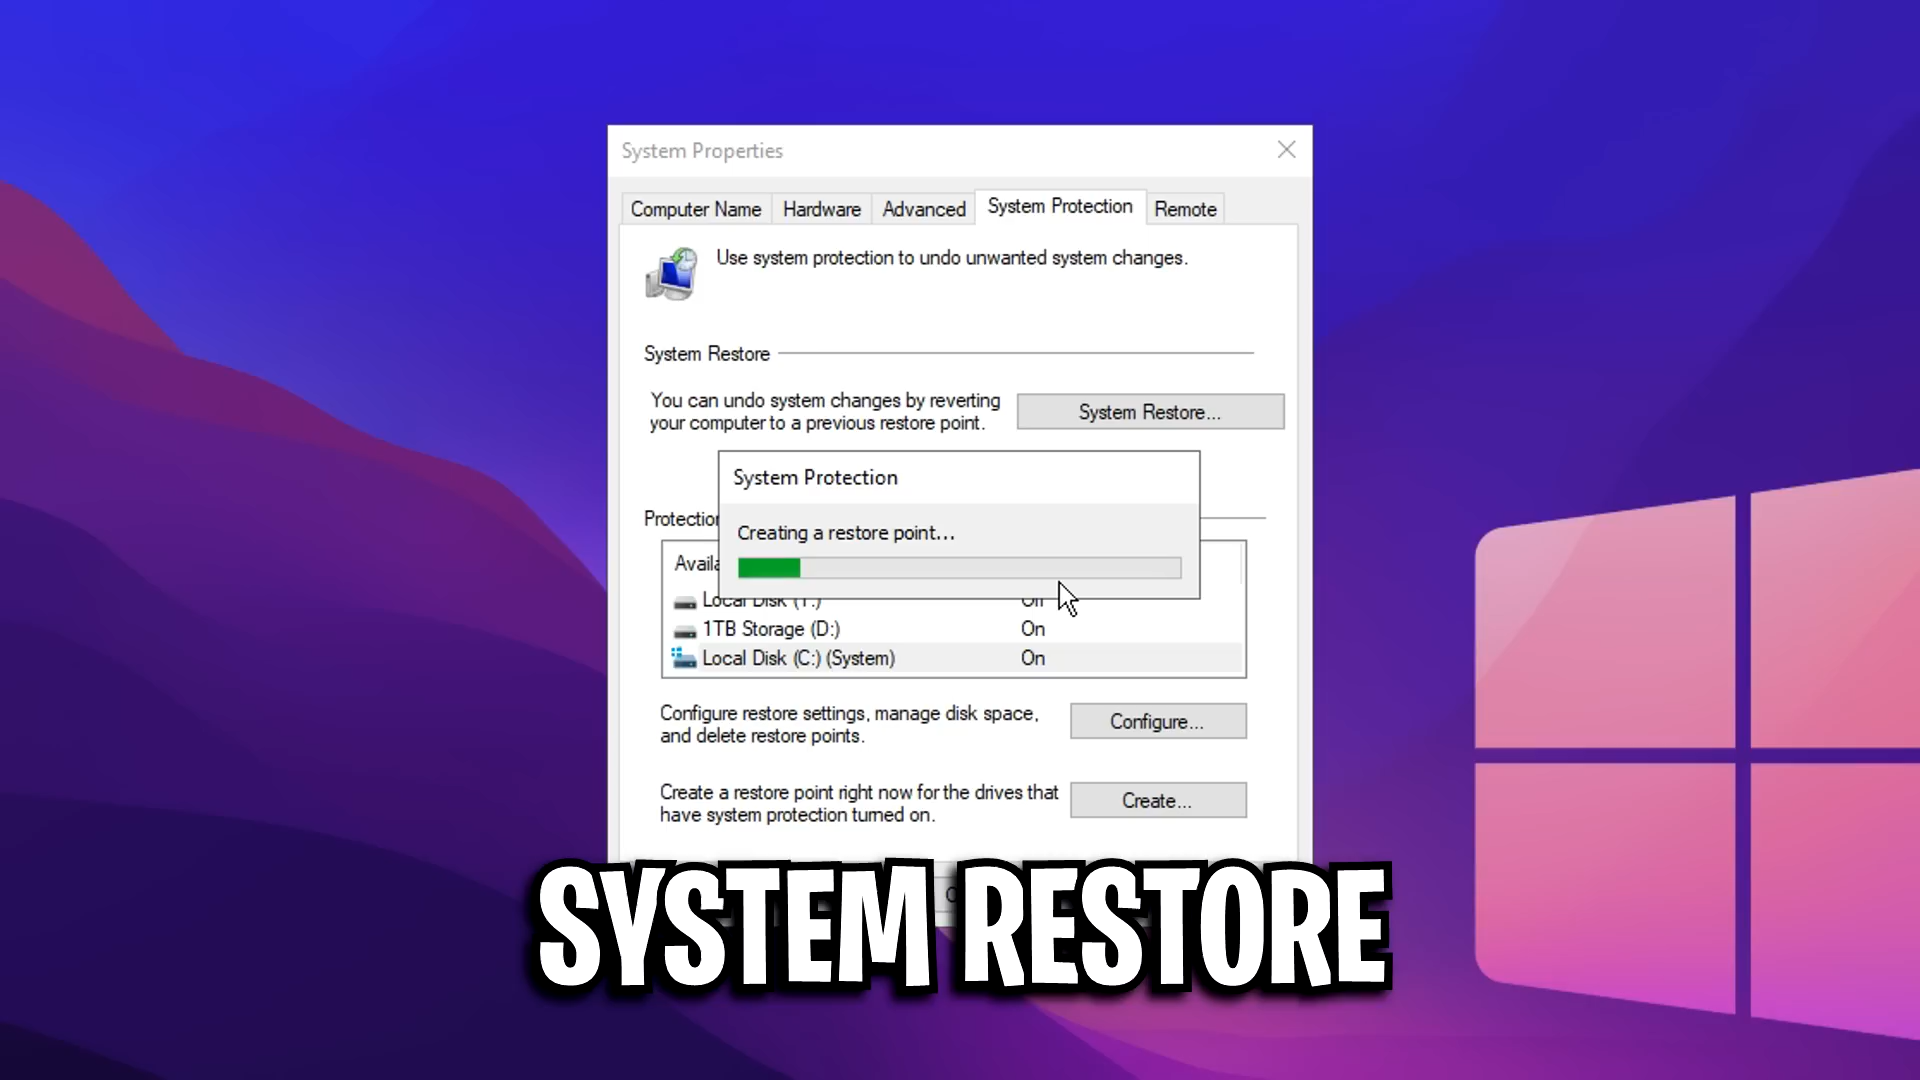 System Properties
Computer Name Hardware Advanced System Protection Remote
Use system protection to undo unwanted system changes.
System Restore
You can undo system changes by reverting
your computer to a previous restore point.
System Restore...
System Protection
Creating a restore point...
1TB Storage (D:) On
Local Disk (C:) (System) On
Configure restore settings, manage disk space,
and delete restore points.
Configure...
Create a restore point right now for the drives that
have system protection turned on.
Create...
SYSTEM RESTORE